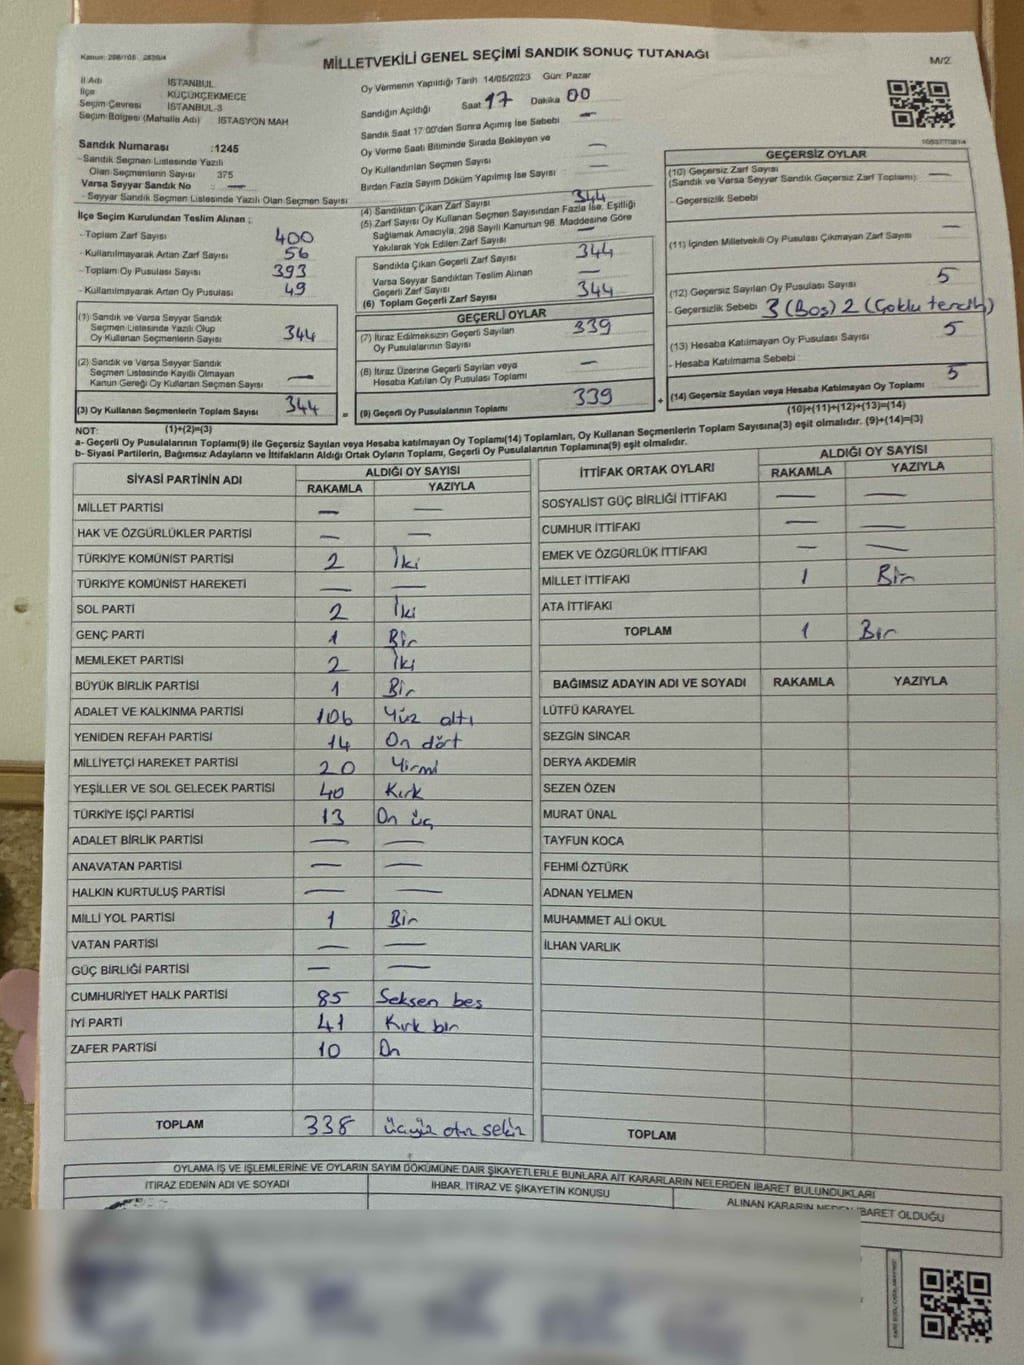 Kanun: 298/105 , 2839/4
MİLLETVEKİLİ GENEL SEÇİMİ SANDIK SONUÇ TUTANAĞI
M/2
İl Adı İSTANBUL
İlçe KÜÇÜKÇEKMECE
Seçim Çevresi İSTANBUL-3
Seçim Bölgesi (Mahalle Adı) İSTASYON MAH
Sandık Numarası :1245
- Sandık Seçmen Listesinde Yazılı
Olan Seçmenlerin Sayısı 375
Varsa Seyyar Sandık No —
- Seyyar Sandık Seçmen Listesinde Yazılı Olan Seçmen Sayısı
Oy Vermenin Yapıldığı Tarih 14/05/2023 Gün: Pazar
Sandığın Açıldığı Saat 17 Dakika 00
Sandık Saat 17:00'den Sonra Açılmış İse Sebebi —
Oy Verme Saati Bitiminde Sırada Bekleyen ve
Oy Kullandırılan Seçmen Sayısı —
Birden Fazla Sayım Döküm Yapılmış İse Sayısı —
İlçe Seçim Kurulundan Teslim Alınan ;
- Toplam Zarf Sayısı 400
- Kullanılmayarak Artan Zarf Sayısı 56
- Toplam Oy Pusulası Sayısı 393
- Kullanılmayarak Artan Oy Pusulası 49
(1) Sandık ve Varsa Seyyar Sandık
Seçmen Listesinde Yazılı Olup
Oy Kullanan Seçmenlerin Sayısı 344
(2) Sandık ve Varsa Seyyar Sandık
Seçmen Listesinde Kayıtlı Olmayan
Kanun Gereği Oy Kullanan Seçmen Sayısı —
(3) Oy Kullanan Seçmenlerin Toplam Sayısı 344 =
(4) Sandıktan Çıkan Zarf Sayısı 344
(5) Zarf Sayısı Oy Kullanan Seçmen Sayısından Fazla İse, Eşitliği
Sağlamak Amacıyla, 298 Sayılı Kanunun 98. Maddesine Göre
Yakılarak Yok Edilen Zarf Sayısı —
Sandıkta Çıkan Geçerli Zarf Sayısı 344
Varsa Seyyar Sandıktan Teslim Alınan
Geçerli Zarf Sayısı —
(6) Toplam Geçerli Zarf Sayısı 344
GEÇERLİ OYLAR
(7) İtiraz Edilmeksizin Geçerli Sayılan
Oy Pusulalarının Sayısı 339
(8) İtiraz Üzerine Geçerli Sayılan veya
Hesaba Katılan Oy Pusulası Toplamı —
(9) Geçerli Oy Pusulalarının Toplamı 339 +
GEÇERSİZ OYLAR
(10) Geçersiz Zarf Sayısı
(Sandık ve Varsa Seyyar Sandık Geçersiz Zarf Toplamı) —
- Geçersizlik Sebebi
(11) İçinden Milletvekili Oy Pusulası Çıkmayan Zarf Sayısı —
(12) Geçersiz Sayılan Oy Pusulası Sayısı 5
- Geçersizlik Sebebi 3 (Boş) 2 (Çoklu tercih)
(13) Hesaba Katılmayan Oy Pusulası Sayısı 5
- Hesaba Katılmama Sebebi
(14) Geçersiz Sayılan veya Hesaba Katılmayan Oy Toplamı 5
NOT: (1)+(2)=(3)
(10)+(11)+(12)+(13)=(14)
a- Geçerli Oy Pusulalarının Toplamı(9) ile Geçersiz Sayılan veya Hesaba katılmayan Oy Toplamı(14) Toplamları, Oy Kullanan Seçmenlerin Toplam Sayısına(3) eşit olmalıdır. (9)+(14)=(3)
b- Siyasi Partilerin, Bağımsız Adayların ve İttifakların Aldığı Ortak Oyların Toplamı, Geçerli Oy Pusulalarının Toplamına(9) eşit olmalıdır.
SİYASİ PARTİNİN ADI ALDIĞI OY SAYISI
RAKAMLA YAZIYLA
MİLLET PARTİSİ — —
HAK VE ÖZGÜRLÜKLER PARTİSİ — —
TÜRKİYE KOMÜNİST PARTİSİ 2 İki
TÜRKİYE KOMÜNİST HAREKETİ — —
SOL PARTİ 2 İki
GENÇ PARTİ 1 Bir
MEMLEKET PARTİSİ 2 İki
BÜYÜK BİRLİK PARTİSİ 1 Bir
ADALET VE KALKINMA PARTİSİ 106 Yüz altı
YENİDEN REFAH PARTİSİ 14 On dört
MİLLİYETÇİ HAREKET PARTİSİ 20 Yirmi
YEŞİLLER VE SOL GELECEK PARTİSİ 40 Kırk
TÜRKİYE İŞÇİ PARTİSİ 13 On üç
ADALET BİRLİK PARTİSİ — —
ANAVATAN PARTİSİ — —
HALKIN KURTULUŞ PARTİSİ — —
MİLLİ YOL PARTİSİ 1 Bir
VATAN PARTİSİ — —
GÜÇ BİRLİĞİ PARTİSİ — —
CUMHURİYET HALK PARTİSİ 85 Seksen beş
İYİ PARTİ 41 Kırk bir
ZAFER PARTİSİ 10 On
TOPLAM 338 üçyüz otuz sekiz
İTTİFAK ORTAK OYLARI ALDIĞI OY SAYISI
RAKAMLA YAZIYLA
SOSYALİST GÜÇ BİRLİĞİ İTTİFAKI — —
CUMHUR İTTİFAKI — —
EMEK VE ÖZGÜRLÜK İTTİFAKI — —
MİLLET İTTİFAKI 1 Bir
ATA İTTİFAKI
TOPLAM 1 Bir
BAĞIMSIZ ADAYIN ADI VE SOYADI RAKAMLA YAZIYLA
LÜTFÜ KARAYEL
SEZGİN SİNCAR
DERYA AKDEMİR
SEZEN ÖZEN
MURAT ÜNAL
TAYFUN KOCA
FEHMİ ÖZTÜRK
ADNAN YELMEN
MUHAMMET ALİ OKUL
İLHAN VARLIK
TOPLAM
OYLAMA İŞ VE İŞLEMLERİNE VE OYLARIN SAYIM DÖKÜMÜNE DAİR ŞİKAYETLERLE BUNLARA AİT KARARLARIN NELERDEN İBARET BULUNDUKLARI
İTİRAZ EDENİN ADI VE SOYADI İHBAR, İTİRAZ VE ŞİKAYETİN KONUSU ALINAN KARARIN NEDEN İBARET OLDUĞU